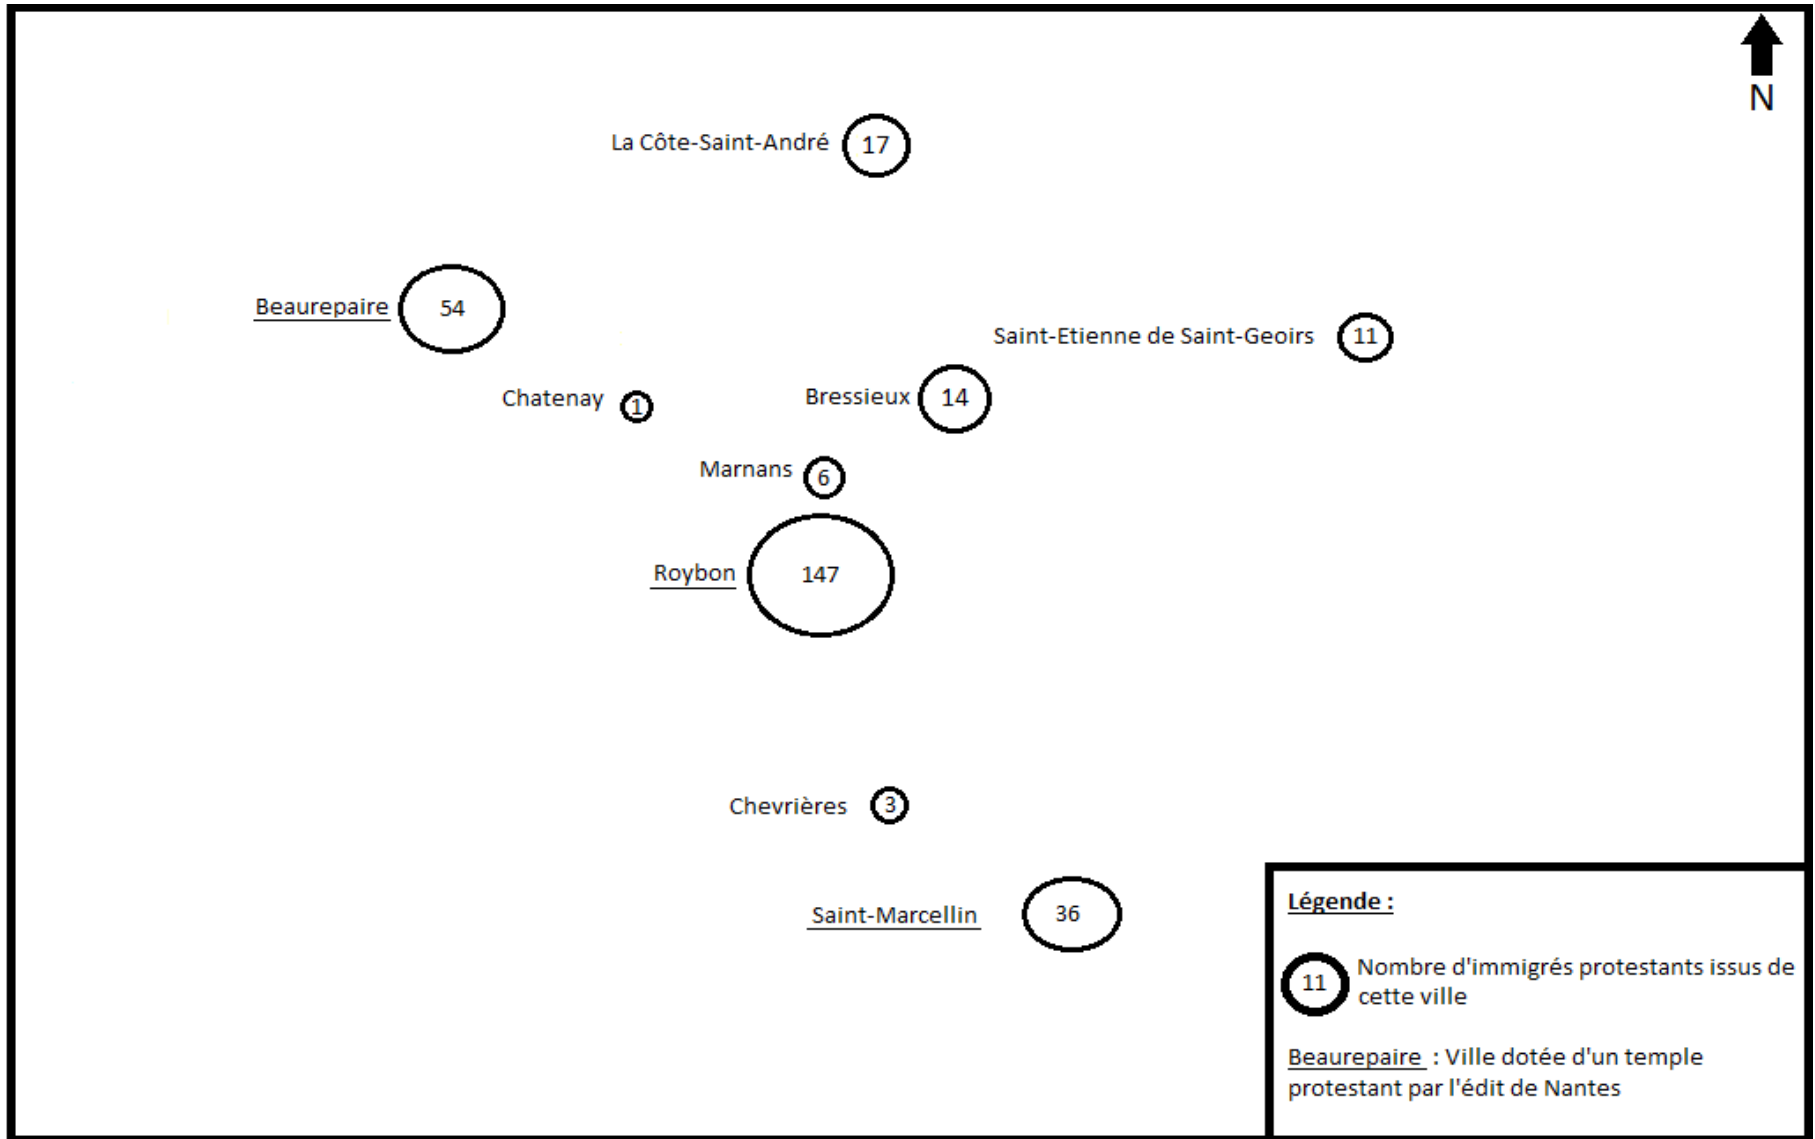 N
La Côte-Saint-André 17
Beaurepaire 54
Saint-Etienne de Saint-Geoirs 11
Chatenay 1
Bressieux 14
Marnans 6
Roybon 147
Chevrières 3
Saint-Marcellin 36
Légende :
11 Nombre d'immigrés protestants issus de
cette ville
Beaurepaire : Ville dotée d'un temple
protestant par l'édit de Nantes